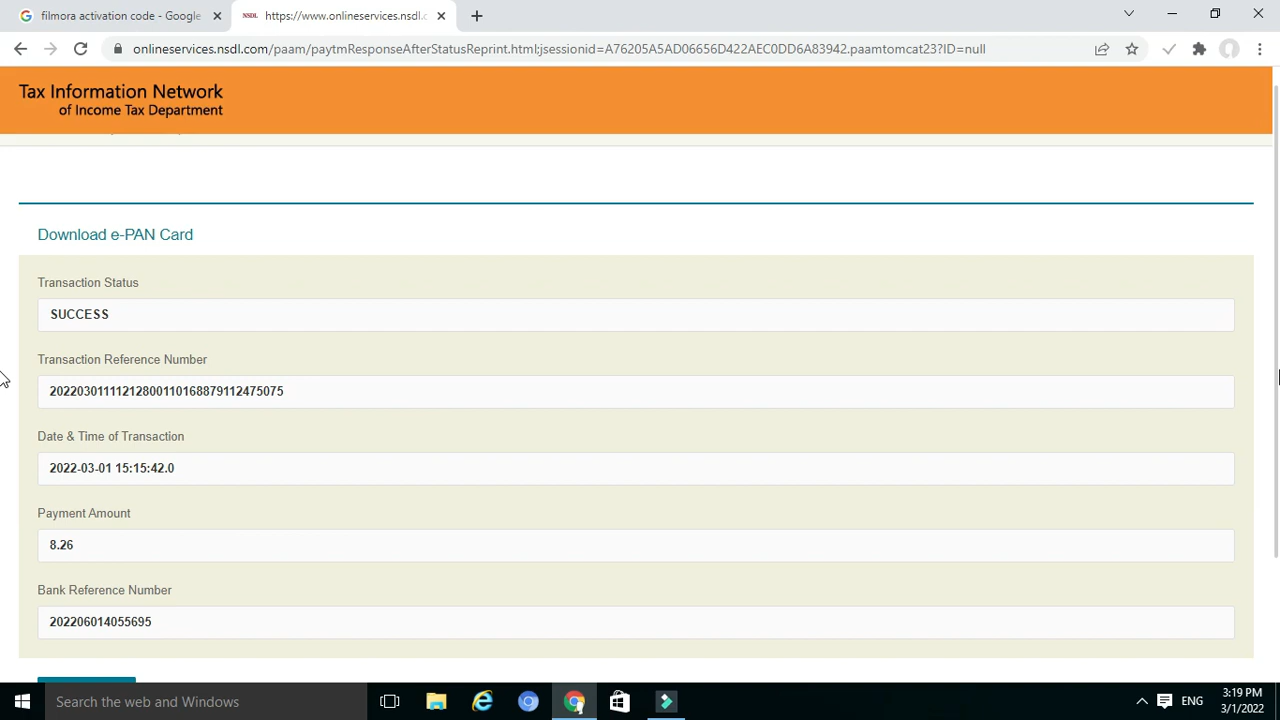 filmora activation code - Google
NSDL https://www.onlineservices.nsdl.c
onlineservices.nsdl.com/paam/paytmResponseAfterStatusReprint.html;jsessionid=A76205A5AD06656D422AEC0DD6A83942.paamtomcat23?ID=null
Tax Information Network
of Income Tax Department
Download e-PAN Card
Transaction Status
SUCCESS
Transaction Reference Number
20220301111212800110168879112475075
Date & Time of Transaction
2022-03-01 15:15:42.0
Payment Amount
8.26
Bank Reference Number
202206014055695
Search the web and Windows
ENG
3:19 PM
3/1/2022